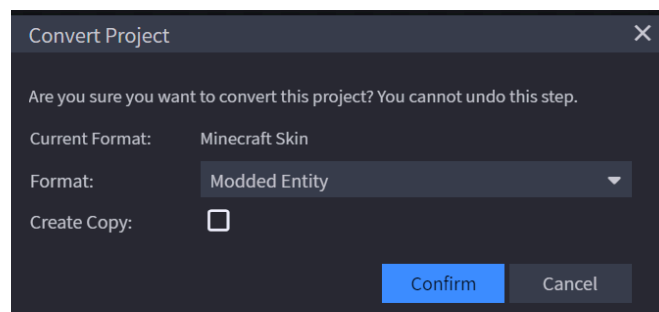 Convert Project
Are you sure you want to convert this project? You cannot undo this step.
Current Format: Minecraft Skin
Format: Modded Entity
Create Copy:
Confirm Cancel